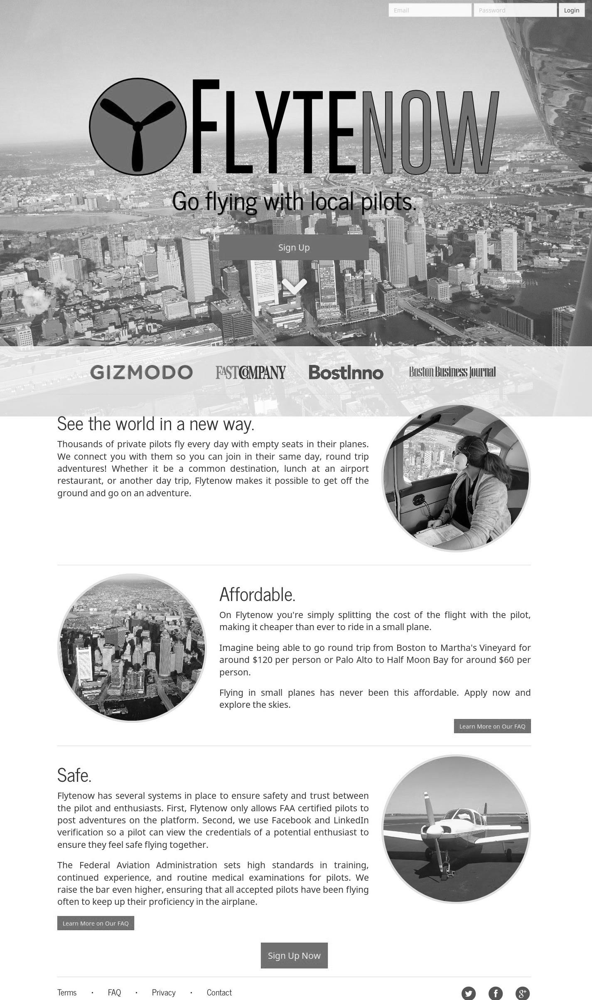 Email Password Login
FLYTENOW
Go flying with local pilots.
Sign Up
GIZMODO FAST COMPANY BostInno Boston Business Journal
See the world in a new way.
Thousands of private pilots fly every day with empty seats in their planes.
We connect you with them so you can join in their same day, round trip
adventures! Whether it be a common destination, lunch at an airport
restaurant, or another day trip, Flytenow makes it possible to get off the
ground and go on an adventure.
Affordable.
On Flytenow you're simply splitting the cost of the flight with the pilot,
making it cheaper than ever to ride in a small plane.
Imagine being able to go round trip from Boston to Martha's Vineyard for
around $120 per person or Palo Alto to Half Moon Bay for around $60 per
person.
Flying in small planes has never been this affordable. Apply now and
explore the skies.
Learn More on Our FAQ
Safe.
Flytenow has several systems in place to ensure safety and trust between
the pilot and enthusiasts. First, Flytenow only allows FAA certified pilots to
post adventures on the platform. Second, we use Facebook and LinkedIn
verification so a pilot can view the credentials of a potential enthusiast to
ensure they feel safe flying together.
The Federal Aviation Administration sets high standards in training,
continued experience, and routine medical examinations for pilots. We
raise the bar even higher, ensuring that all accepted pilots have been flying
often to keep up their proficiency in the airplane.
Learn More on Our FAQ
Sign Up Now
Terms · FAQ · Privacy · Contact